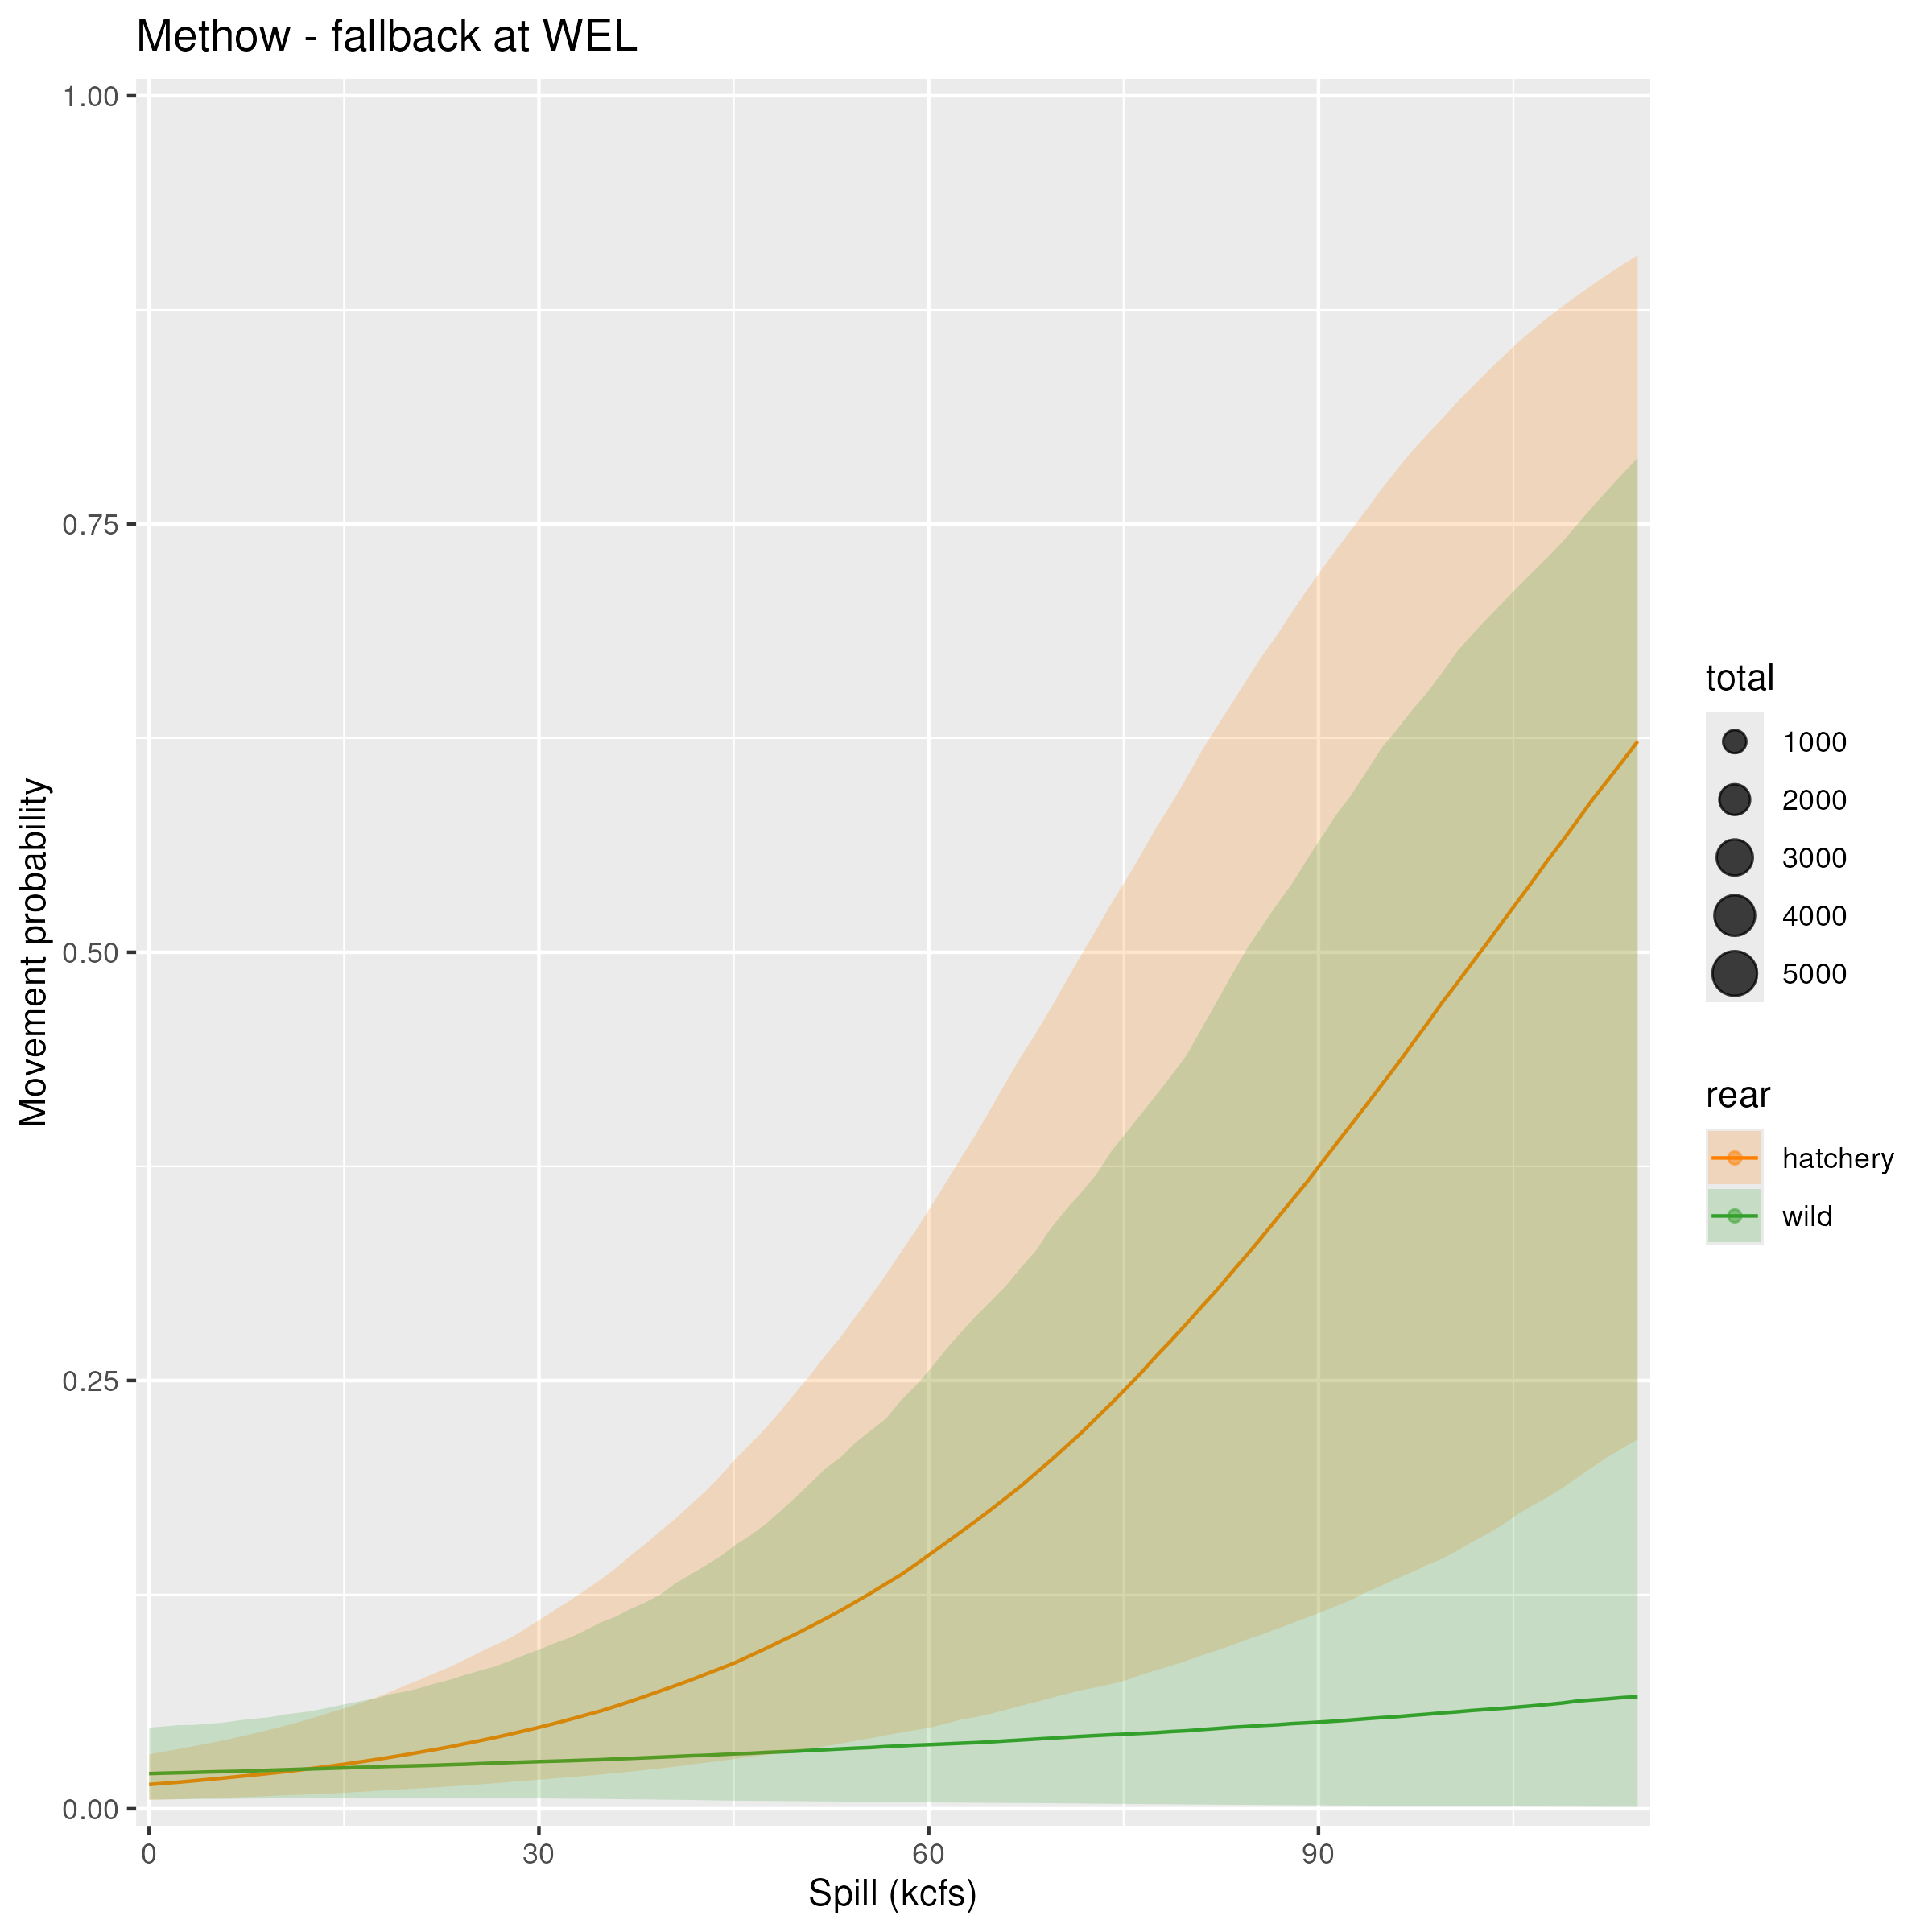 Methow - fallback at WEL
1.00
0.75
0.50
0.25
0.00
Movement probability
0
30
60
90
Spill (kcfs)
total
1000
2000
3000
4000
5000
rear
hatchery
wild